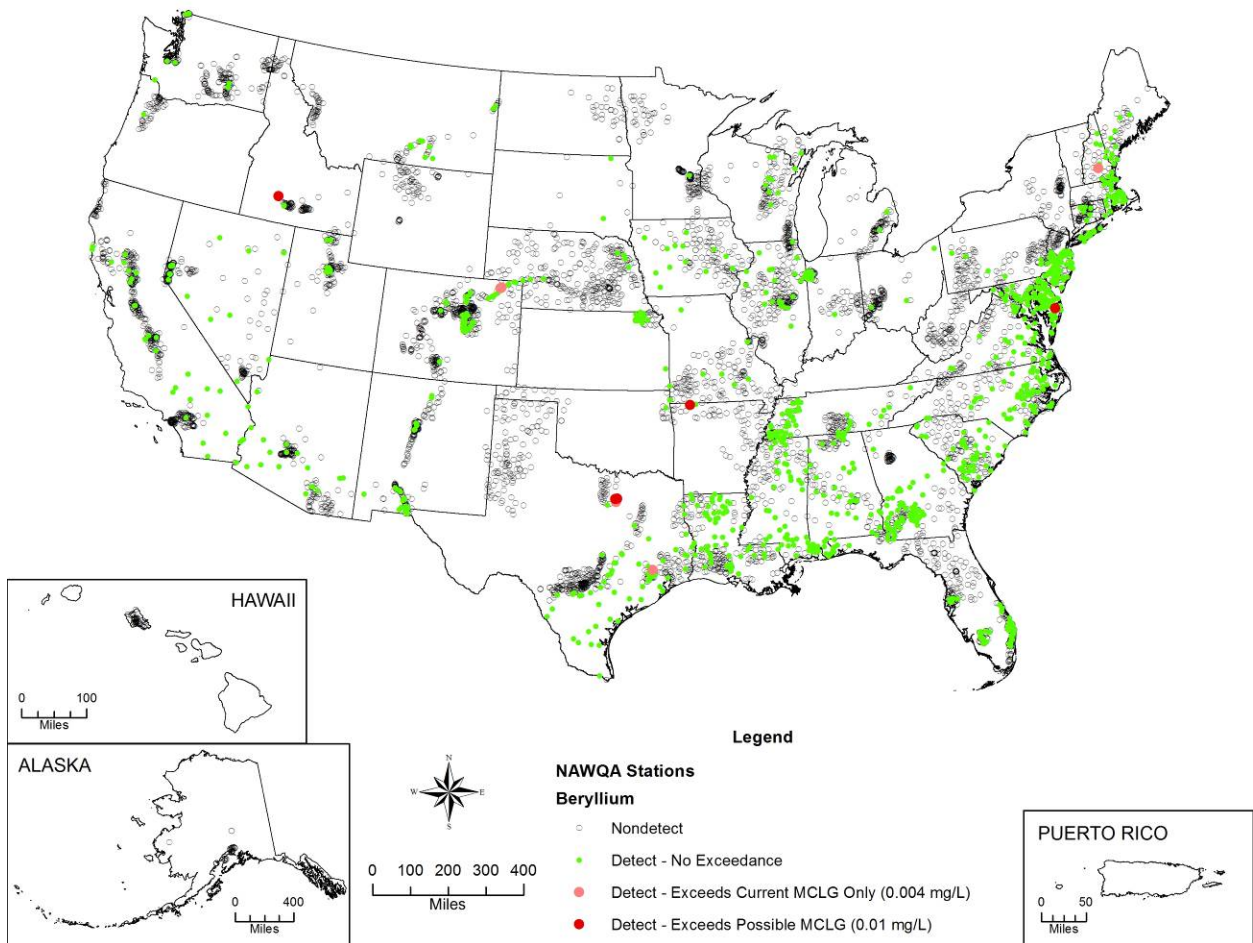 HAWAII
0 100
Miles
ALASKA
0 400
Miles
N
W E
S
0 100 200 300 400
Miles
Legend
NAWQA Stations
Beryllium
Nondetect
Detect - No Exceedance
Detect - Exceeds Current MCLG Only (0.004 mg/L)
Detect - Exceeds Possible MCLG (0.01 mg/L)
PUERTO RICO
0 50
Miles